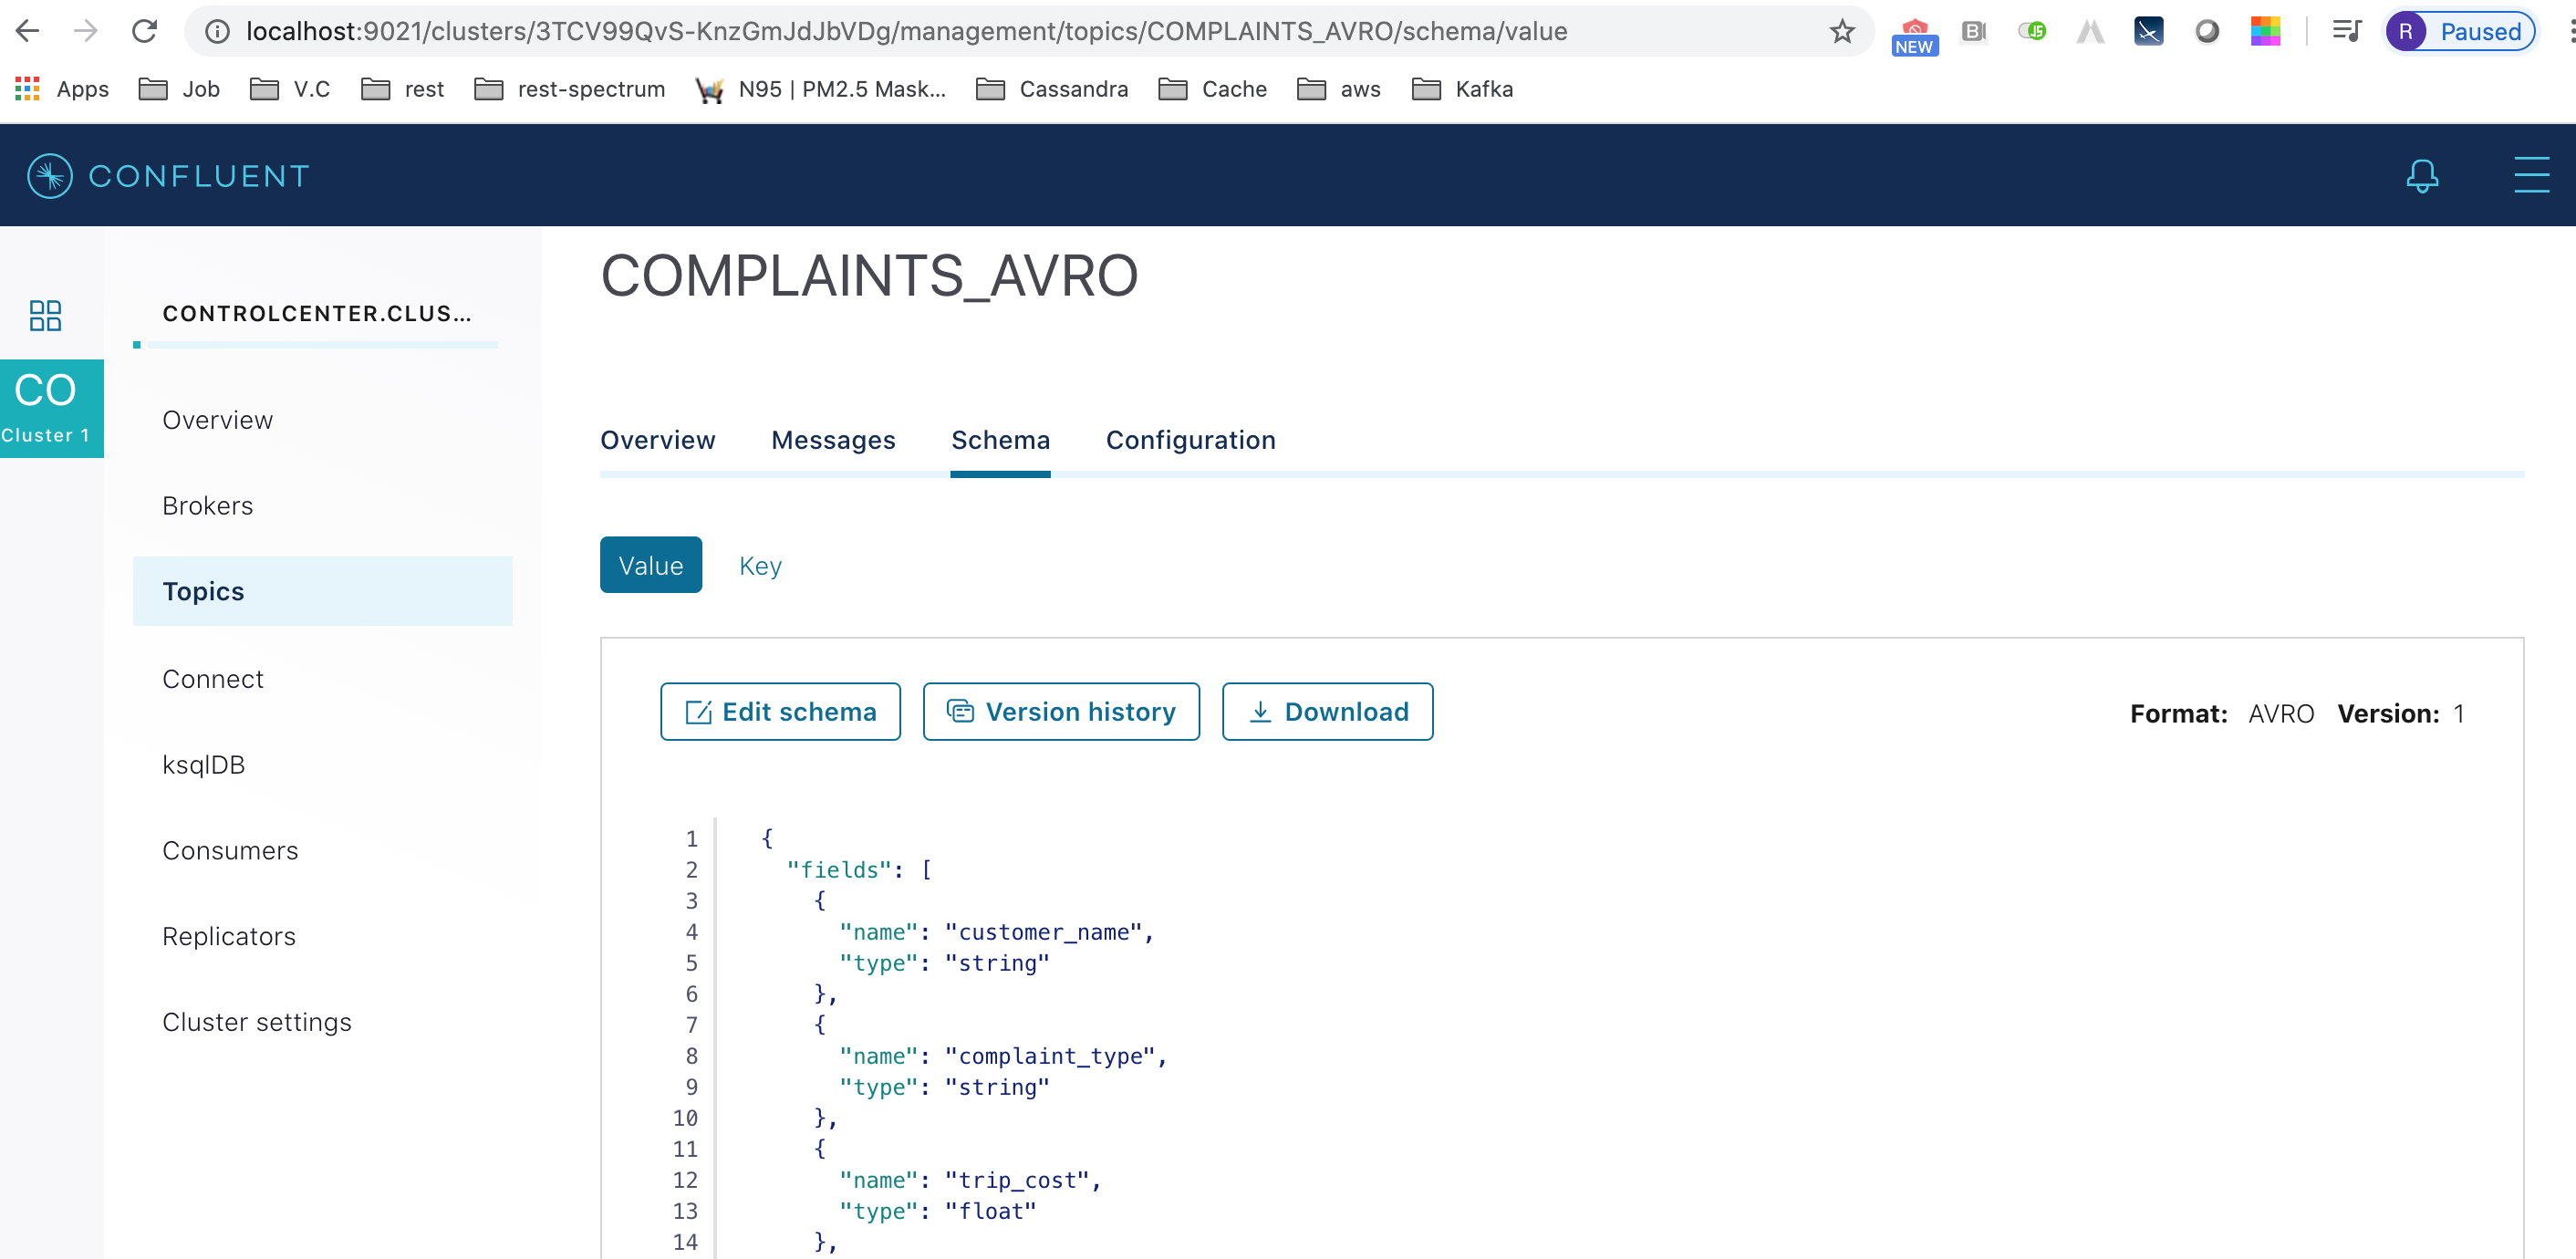 localhost:9021/clusters/3TCV99QvS-KnzGmJdJbVDg/management/topics/COMPLAINTS_AVRO/schema/value
NEW
B
JS
R Paused
Apps Job V.C rest rest-spectrum N95 | PM2.5 Mask... Cassandra Cache aws Kafka
CONFLUENT
CO
Cluster 1
CONTROLCENTER.CLUS...
Overview
Brokers
Topics
Connect
ksqlDB
Consumers
Replicators
Cluster settings
COMPLAINTS_AVRO
Overview Messages Schema Configuration
Value Key
Edit schema Version history Download Format: AVRO Version: 1
1 {
2 "fields": [
3 {
4 "name": "customer_name",
5 "type": "string"
6 },
7 {
8 "name": "complaint_type",
9 "type": "string"
10 },
11 {
12 "name": "trip_cost",
13 "type": "float"
14 },